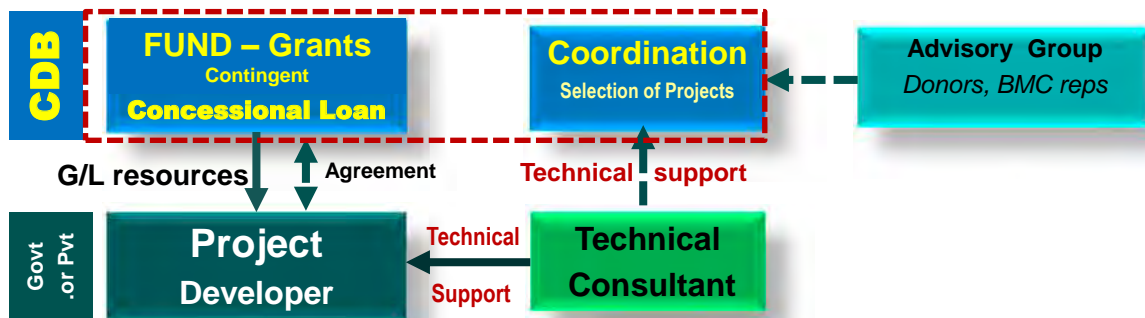 CDB
FUND – Grants
Contingent
Concessional Loan
Coordination
Selection of Projects
Advisory Group
Donors, BMC reps
G/L resources
Agreement
Technical support
Govt
.or Pvt
Project
Developer
Technical
Support
Technical
Consultant